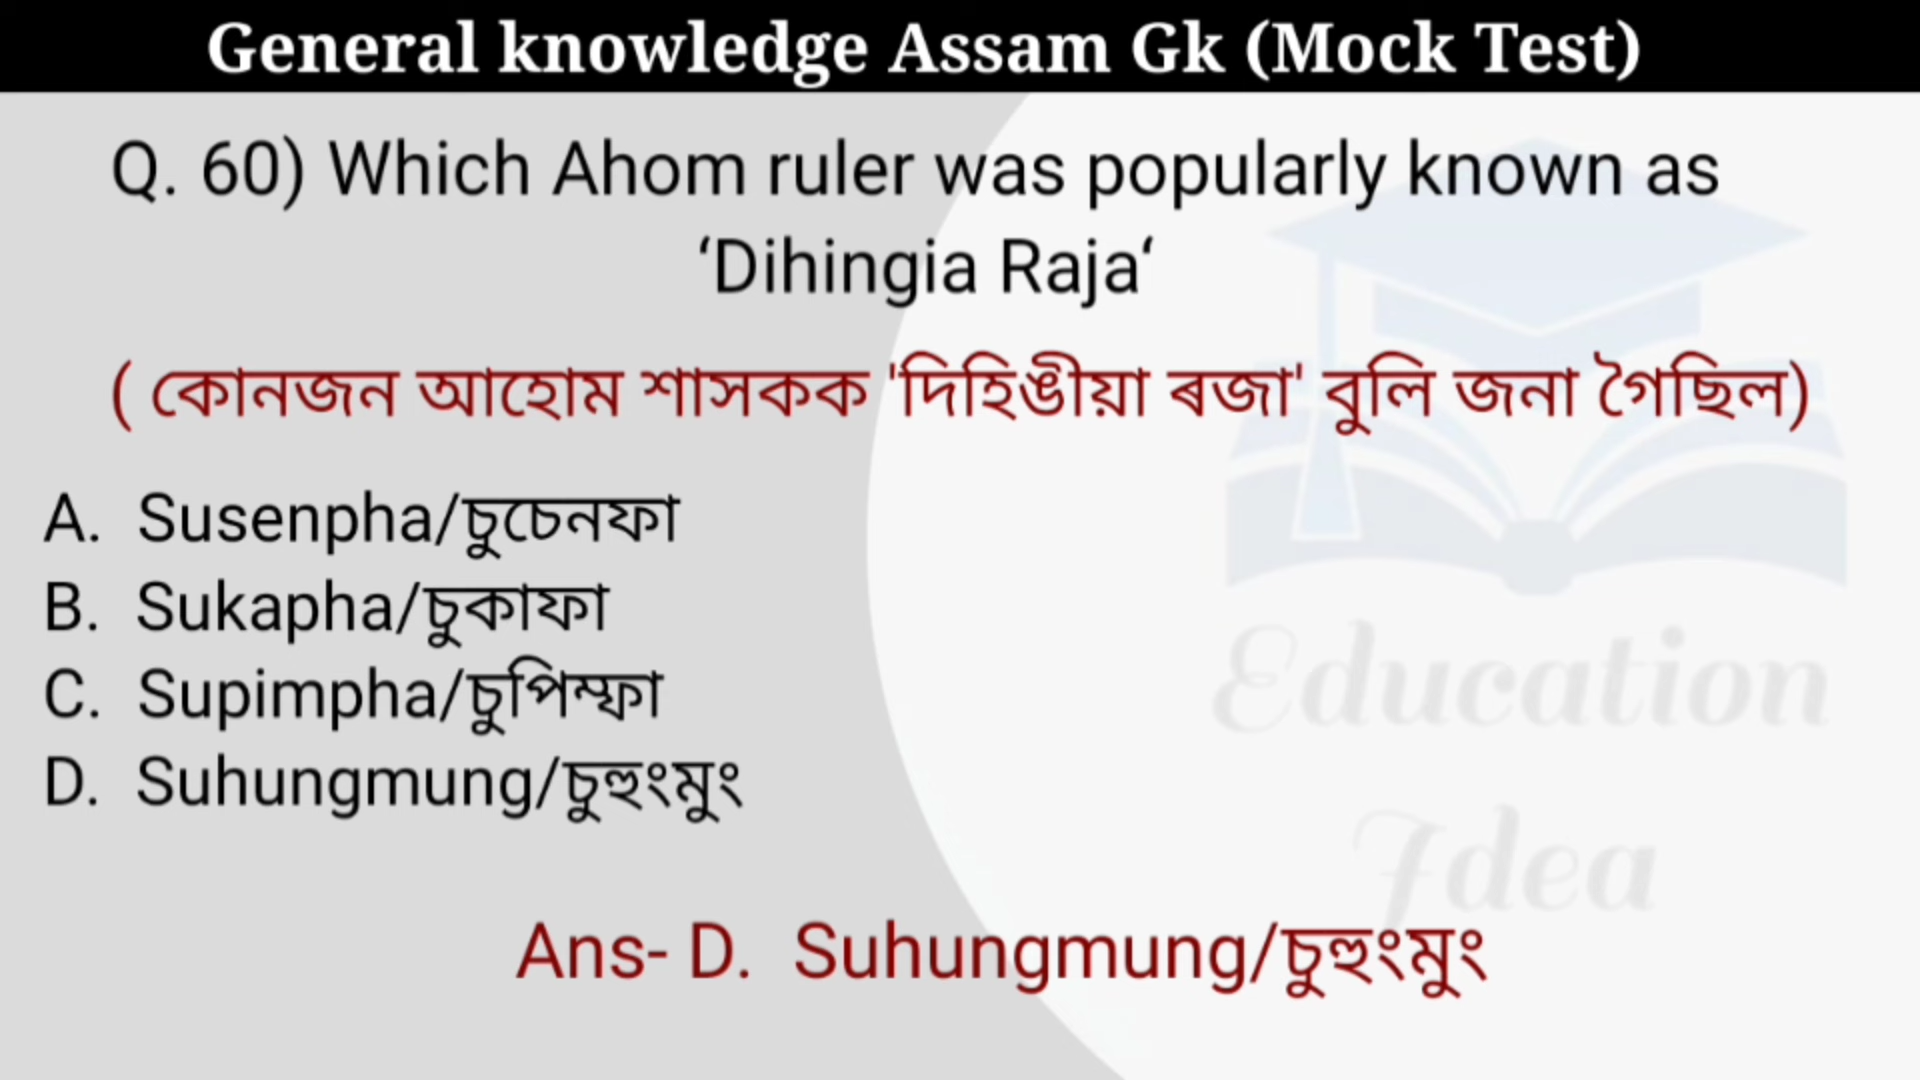 General knowledge Assam Gk (Mock Test)
Q. 60) Which Ahom ruler was popularly known as
‘Dihingia Raja‘
( কোনজন আহোম শাসকক 'দিহিঙীয়া ৰজা' বুলি জনা গৈছিল)
A. Susenpha/চুচেনফা
B. Sukapha/চুকাফা
C. Supimpha/চুপিম্ফা
D. Suhungmung/চুহুংমুং
Education
Idea
Ans- D. Suhungmung/চুহুংমুং